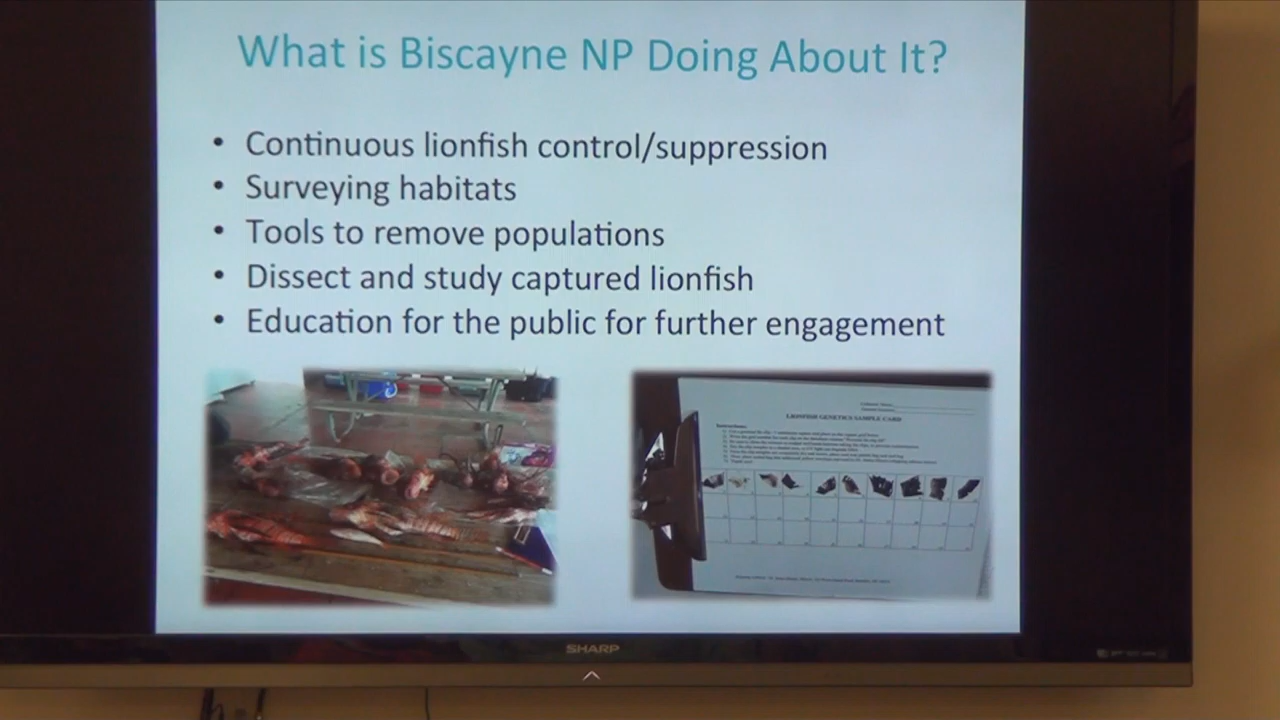 What is Biscayne NP Doing About It?
• Continuous lionfish control/suppression
• Surveying habitats
• Tools to remove populations
• Dissect and study captured lionfish
• Education for the public for further engagement
LIONFISH GENETICS SAMPLE CARD
Instructions:
SHARP